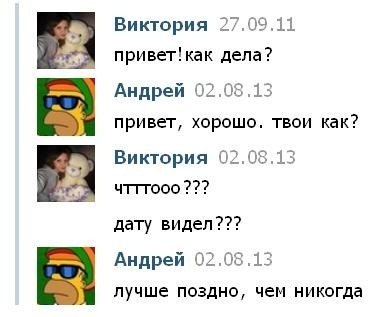 Виктория 27.09.11
привет!как дела?
Андрей 02.08.13
привет, хорошо. твои как?
Виктория 02.08.13
чтттооо???
дату видел???
Андрей 02.08.13
лучше поздно, чем никогда